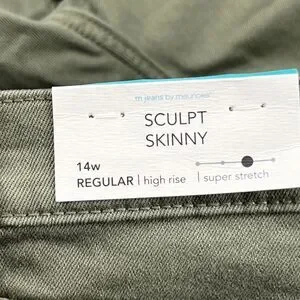 m jeans by maurices
SCULPT
SKINNY
14w
REGULAR | high rise | super stretch